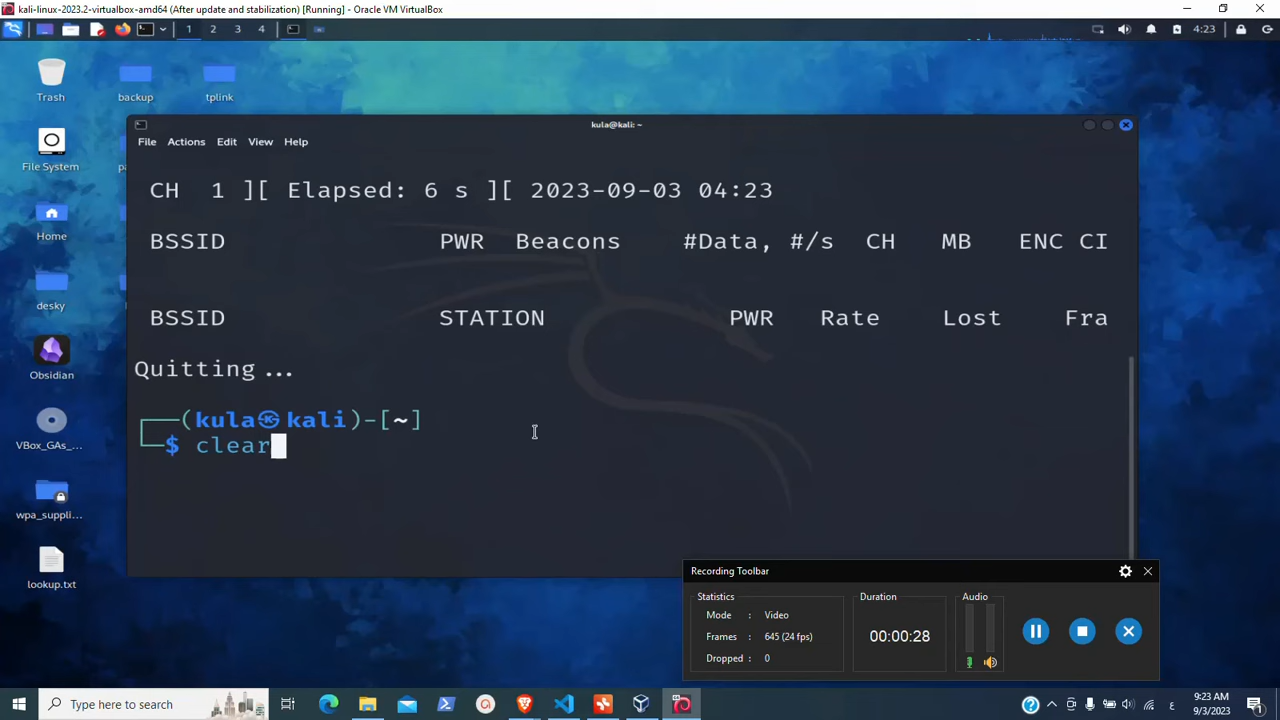 kali-linux-2023.2-virtualbox-amd64 (After update and stabilization) [Running] - Oracle VM VirtualBox
1 2 3 4
4:23
Trash
backup
tplink
File System
Home
desky
Obsidian
VBox_GAs_...
wpa_suppli...
lookup.txt
kula@kali: ~
File Actions Edit View Help
CH 1 ][ Elapsed: 6 s ][ 2023-09-03 04:23
BSSID PWR Beacons #Data, #/s CH MB ENC CI
BSSID STATION PWR Rate Lost Fra
Quitting...
┌──(kula㉿kali)-[~]
└─$ clear
Recording Toolbar
Statistics
Mode : Video
Frames : 645 (24 fps)
Dropped : 0
Duration
00:00:28
Audio
Type here to search
ع
9:23 AM
9/3/2023
1